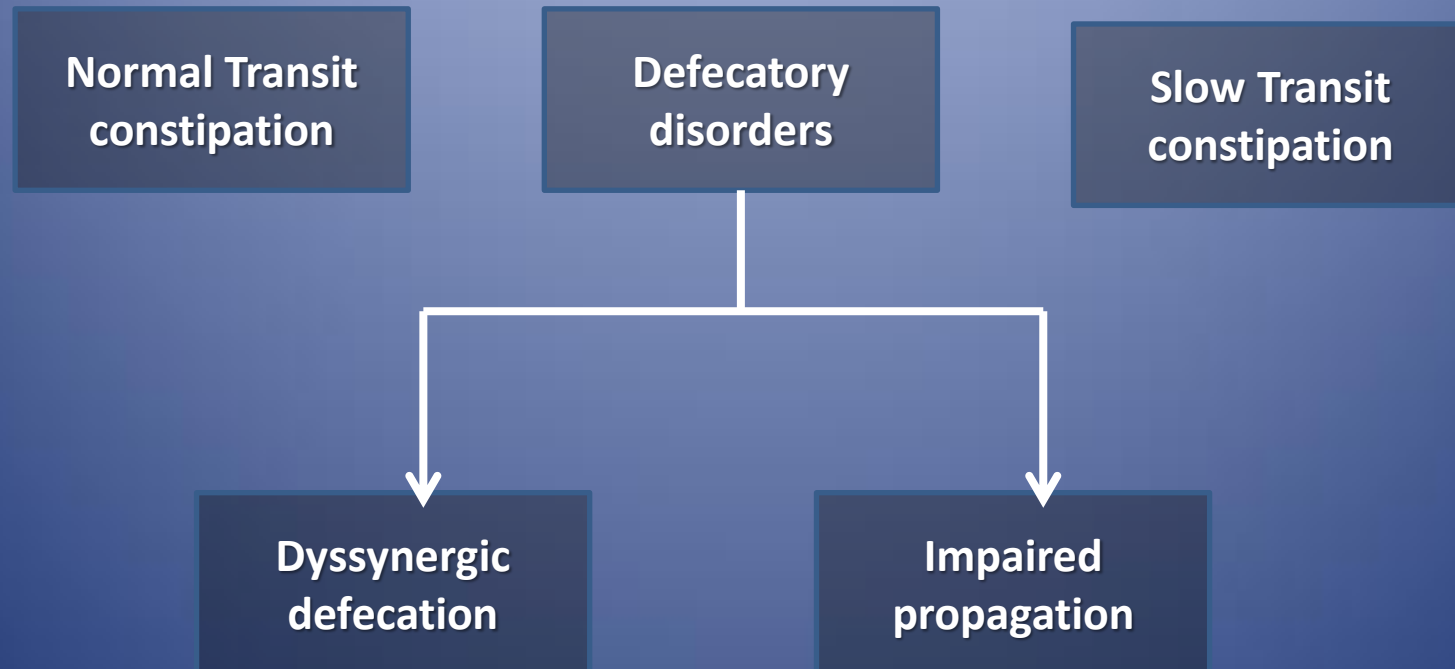 Normal Transit
constipation
Defecatory
disorders
Slow Transit
constipation
Dyssynergic
defecation
Impaired
propagation